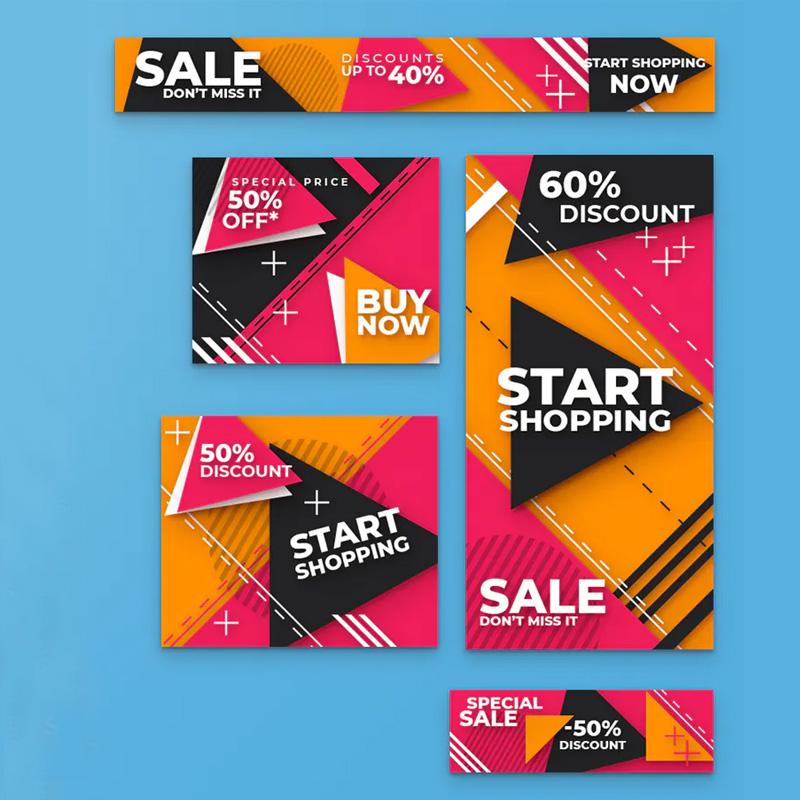 SALE
DON'T MISS IT
DISCOUNTS
UP TO 40%
START SHOPPING
NOW
SPECIAL PRICE
50%
OFF*
BUY
NOW
60%
DISCOUNT
START
SHOPPING
SALE
DON'T MISS IT
50%
DISCOUNT
START
SHOPPING
SPECIAL
SALE
-50%
DISCOUNT